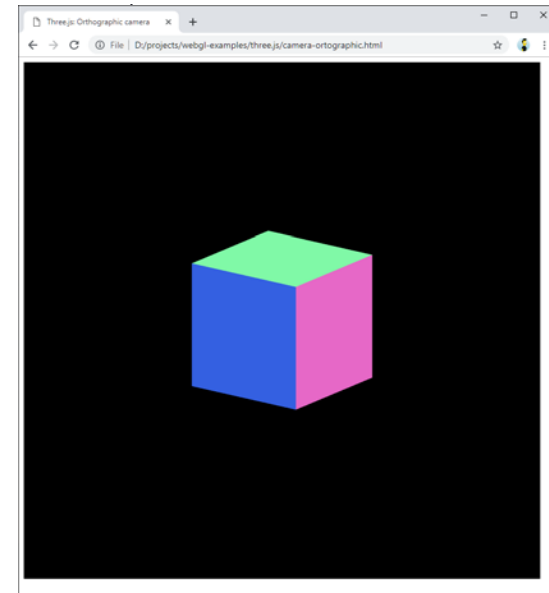 Three.js: Orthographic camera
File | D:/projects/webgl-examples/three.js/camera-ortographic.html